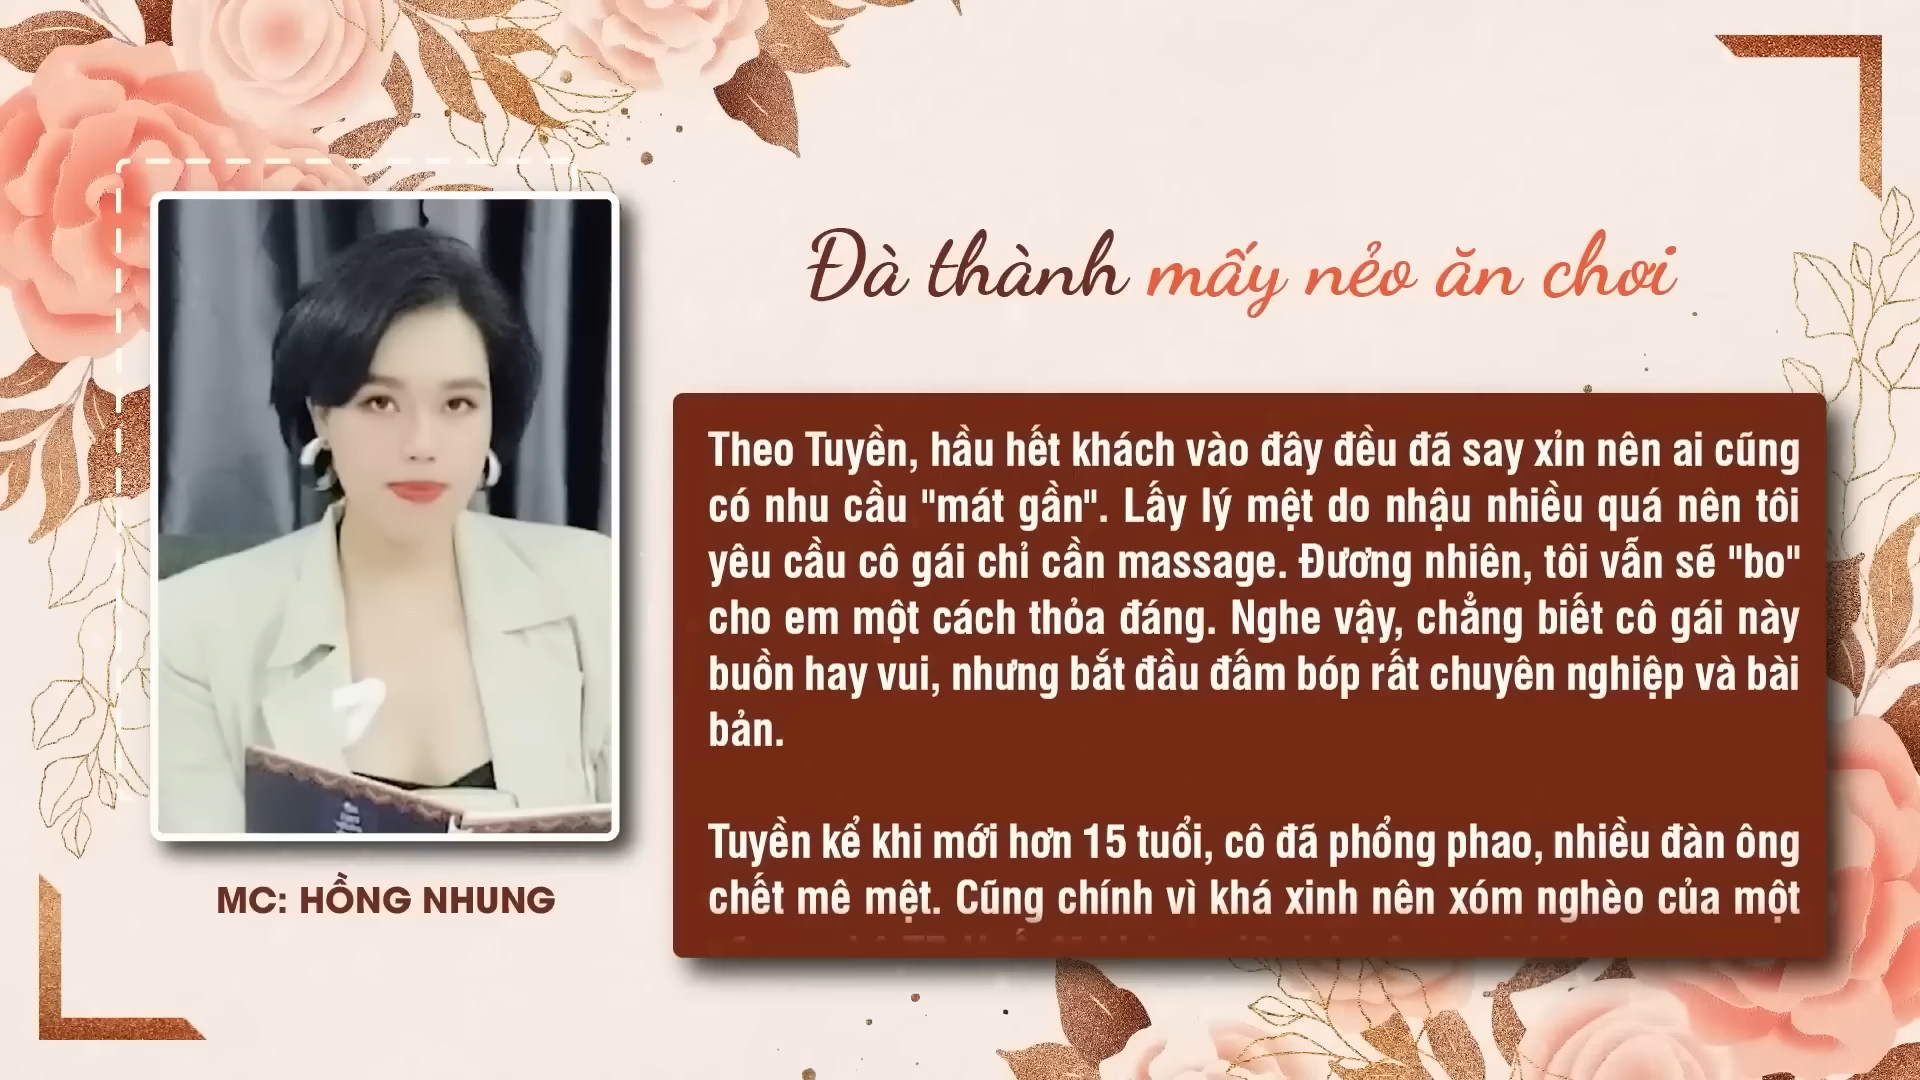 Đà thành mấy nẻo ăn chơi
Theo Tuyền, hầu hết khách vào đây đều đã say xỉn nên ai cũng
có nhu cầu "mát gần". Lấy lý mệt do nhậu nhiều quá nên tôi
yêu cầu cô gái chỉ cần massage. Đương nhiên, tôi vẫn sẽ "bo"
cho em một cách thỏa đáng. Nghe vậy, chẳng biết cô gái này
buồn hay vui, nhưng bắt đầu đấm bóp rất chuyên nghiệp và bài
bản.
Tuyền kể khi mới hơn 15 tuổi, cô đã phổng phao, nhiều đàn ông
chết mê mệt. Cũng chính vì khá xinh nên xóm nghèo của một
MC: HỒNG NHUNG